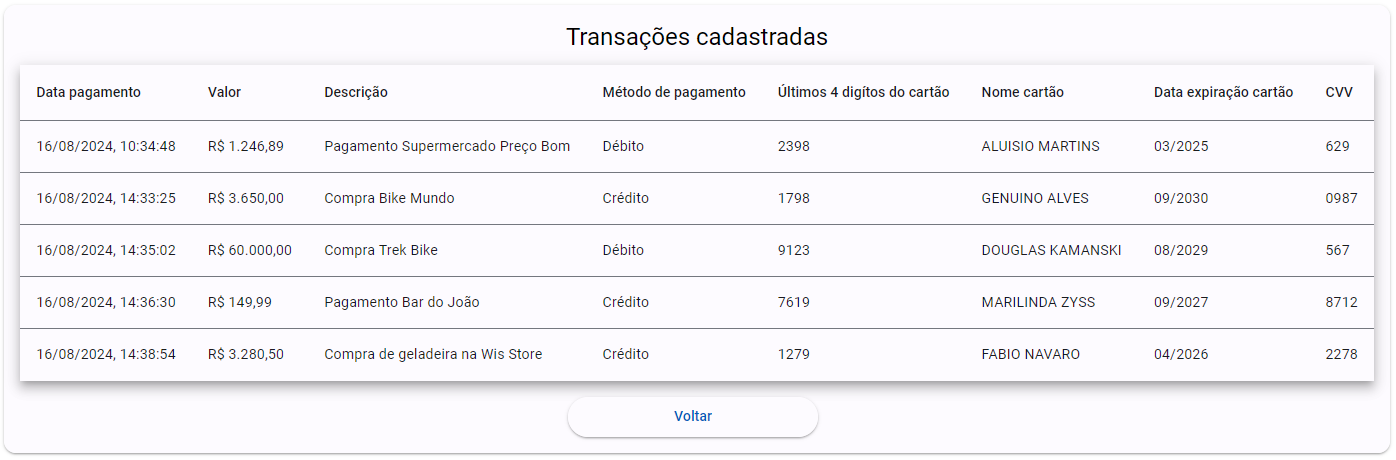 Transações cadastradas
Data pagamento Valor Descrição Método de pagamento Últimos 4 digítos do cartão Nome cartão Data expiração cartão CVV
16/08/2024, 10:34:48 R$ 1.246,89 Pagamento Supermercado Preço Bom Débito 2398 ALUISIO MARTINS 03/2025 629
16/08/2024, 14:33:25 R$ 3.650,00 Compra Bike Mundo Crédito 1798 GENUINO ALVES 09/2030 0987
16/08/2024, 14:35:02 R$ 60.000,00 Compra Trek Bike Débito 9123 DOUGLAS KAMANSKI 08/2029 567
16/08/2024, 14:36:30 R$ 149,99 Pagamento Bar do João Crédito 7619 MARILINDA ZYSS 09/2027 8712
16/08/2024, 14:38:54 R$ 3.280,50 Compra de geladeira na Wis Store Crédito 1279 FABIO NAVARO 04/2026 2278
Voltar